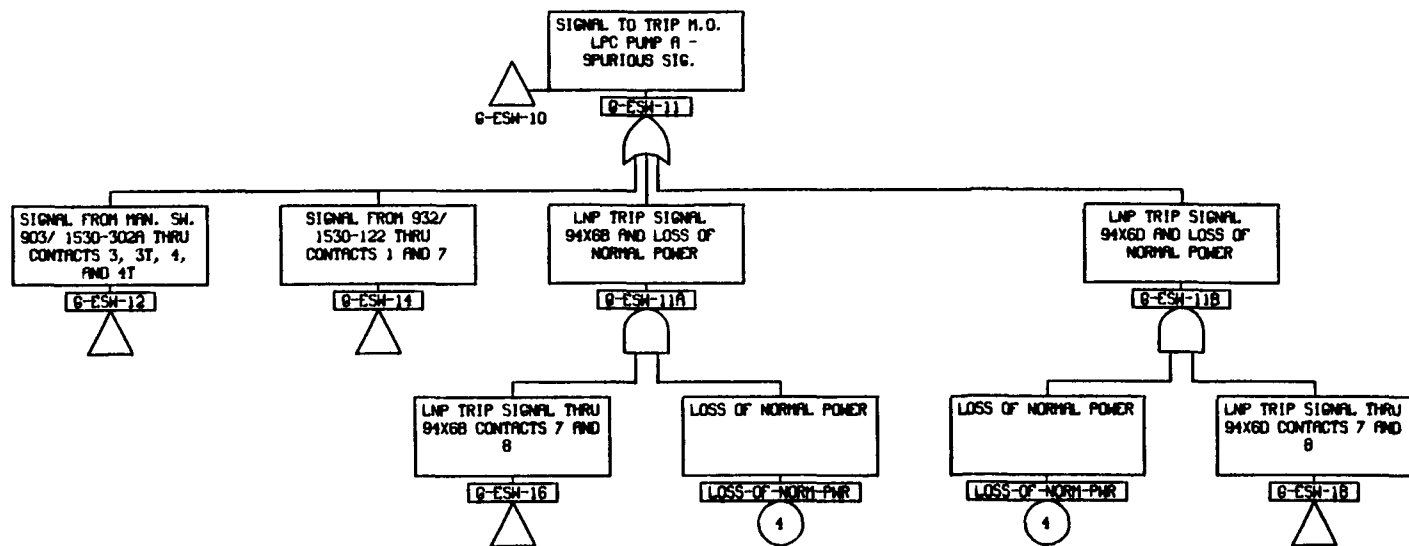 SIGNAL TO TRIP M.O.
LPC PUMP A -
SPURIOUS SIG.
G-ESW-10
G-ESW-11
SIGNAL FROM MAN. SW.
903/ 1530-302A THRU
CONTACTS 3, 3T, 4,
AND 4T
G-ESW-12
SIGNAL FROM 932/
1530-122 THRU
CONTACTS 1 AND 7
G-ESW-14
LNP TRIP SIGNAL
94X6B AND LOSS OF
NORMAL POWER
G-ESW-11A
LNP TRIP SIGNAL
94X6D AND LOSS OF
NORMAL POWER
G-ESW-11B
LNP TRIP SIGNAL THRU
94X6B CONTACTS 7 AND
8
G-ESW-16
LOSS OF NORMAL POWER
LOSS-OF-NORM-PWR
4
LOSS OF NORMAL POWER
LOSS-OF-NORM-PWR
4
LNP TRIP SIGNAL THRU
94X6D CONTACTS 7 AND
8
G-ESW-18